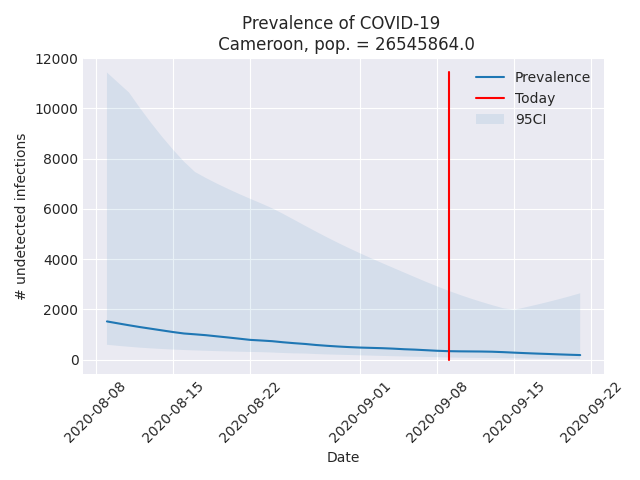 Prevalence of COVID-19
Cameroon, pop. = 26545864.0
12000
10000
8000
6000
4000
2000
0
# undetected infections
Prevalence
Today
95CI
2020-08-08
2020-08-15
2020-08-22
2020-09-01
2020-09-08
2020-09-15
2020-09-22
Date